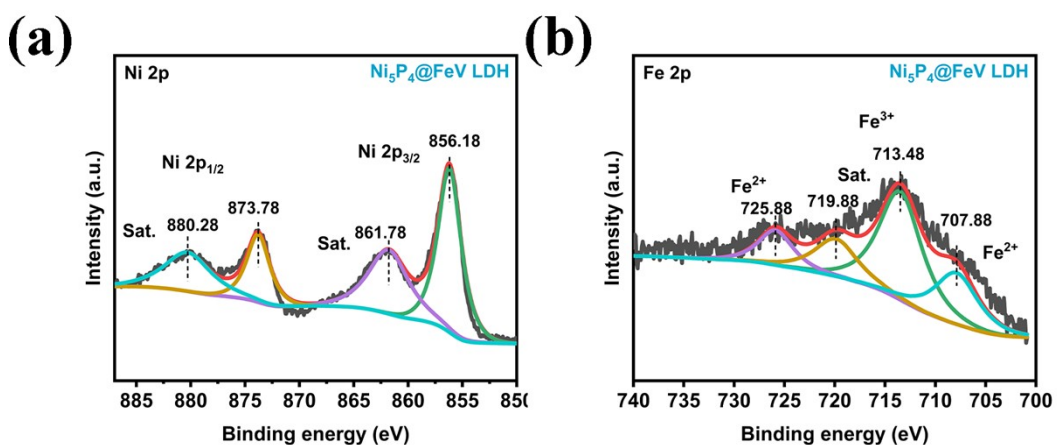 (a)
Ni 2p
Ni₅P₄@FeV LDH
856.18
Ni 2p₃/₂
Ni 2p₁/₂
880.28
873.78
Sat.
Sat.
861.78
Intensity (a.u.)
885 880 875 870 865 860 855 850
Binding energy (eV)
(b)
Fe 2p
Ni₅P₄@FeV LDH
Fe³⁺
713.48
Sat.
Fe²⁺
719.88
725.88
707.88
Fe²⁺
Intensity (a.u.)
740 735 730 725 720 715 710 705 700
Binding energy (eV)